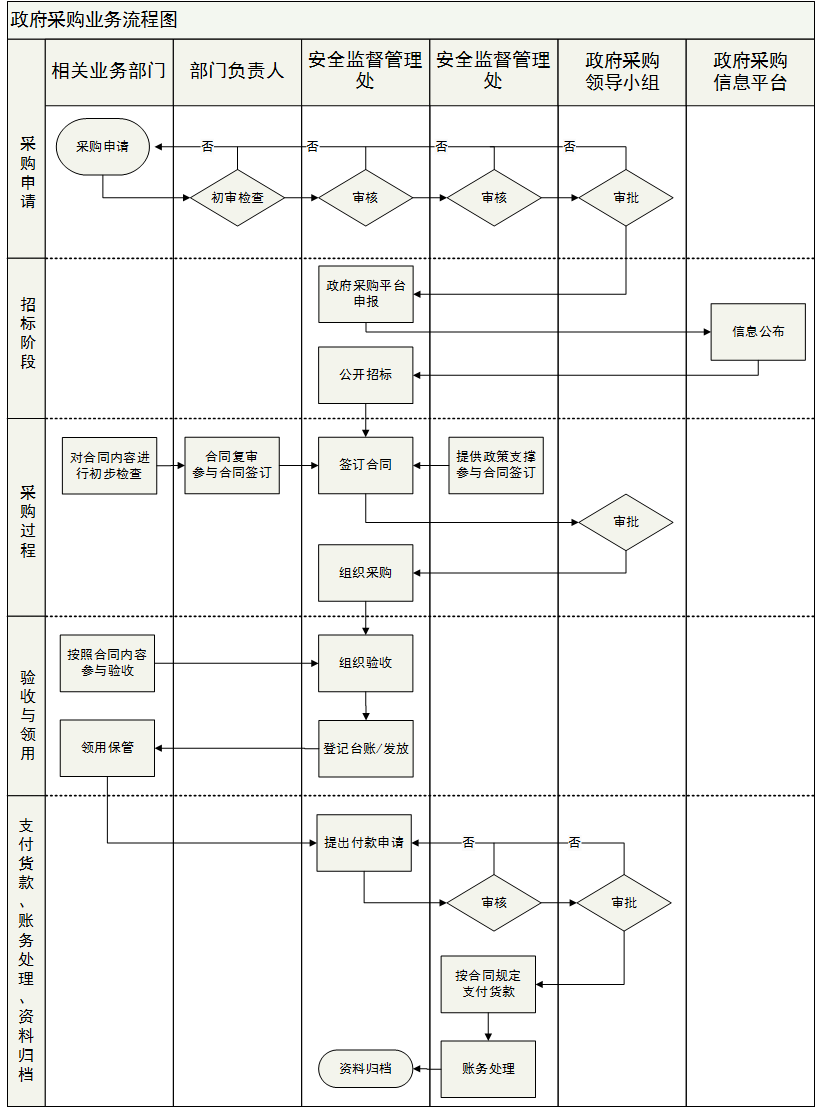 政府采购业务流程图
相关业务部门
部门负责人
安全监督管理
处
安全监督管理
处
政府采购
领导小组
政府采购
信息平台
采购申请
采购申请
否
否
否
否
初审检查
审核
审核
审批
招标阶段
政府采购平台
申报
信息公布
公开招标
采购过程
对合同内容进
行初步检查
合同复审
参与合同签订
签订合同
提供政策支撑
参与合同签订
审批
组织采购
验收与领用
按照合同内容
参与验收
组织验收
领用保管
登记台账/发放
支付货款、账务处理、资料归档
提出付款申请
否
否
审核
审批
按合同规定
支付货款
资料归档
账务处理